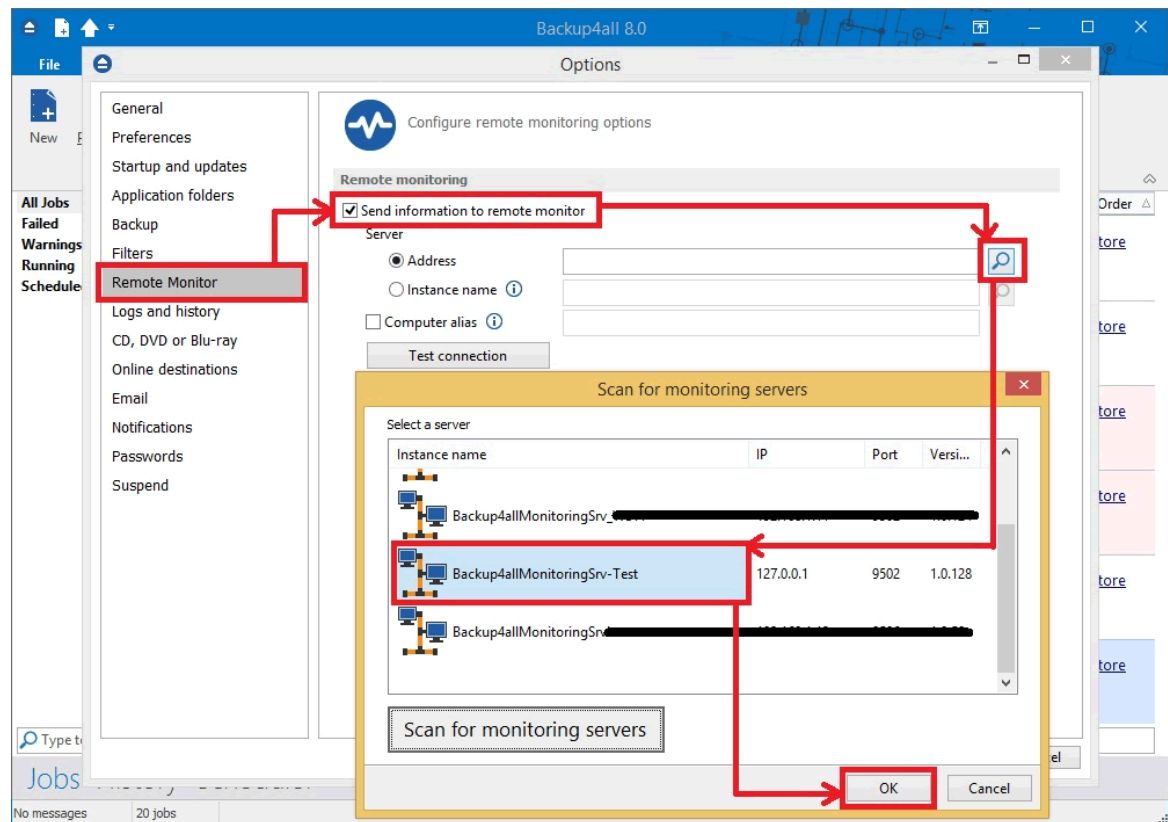 Backup4all 8.0
File
Options
New
All Jobs
Failed
Warnings
Running
General
Preferences
Startup and updates
Application folders
Backup
Filters
Remote Monitor
Logs and history
CD, DVD or Blu-ray
Online destinations
Email
Notifications
Passwords
Suspend
Configure remote monitoring options
Remote monitoring
Send information to remote monitor
Server
Address
Instance name
Computer alias
Test connection
Order
tore
tore
tore
tore
tore
tore
Scan for monitoring servers
Select a server
Instance name IP Port Versi...
Backup4allMonitoringSrv_
Backup4allMonitoringSrv-Test 127.0.0.1 9502 1.0.128
Backup4allMonitoringSrv
Scan for monitoring servers
OK Cancel
Type t
Jobs
No messages 20 jobs